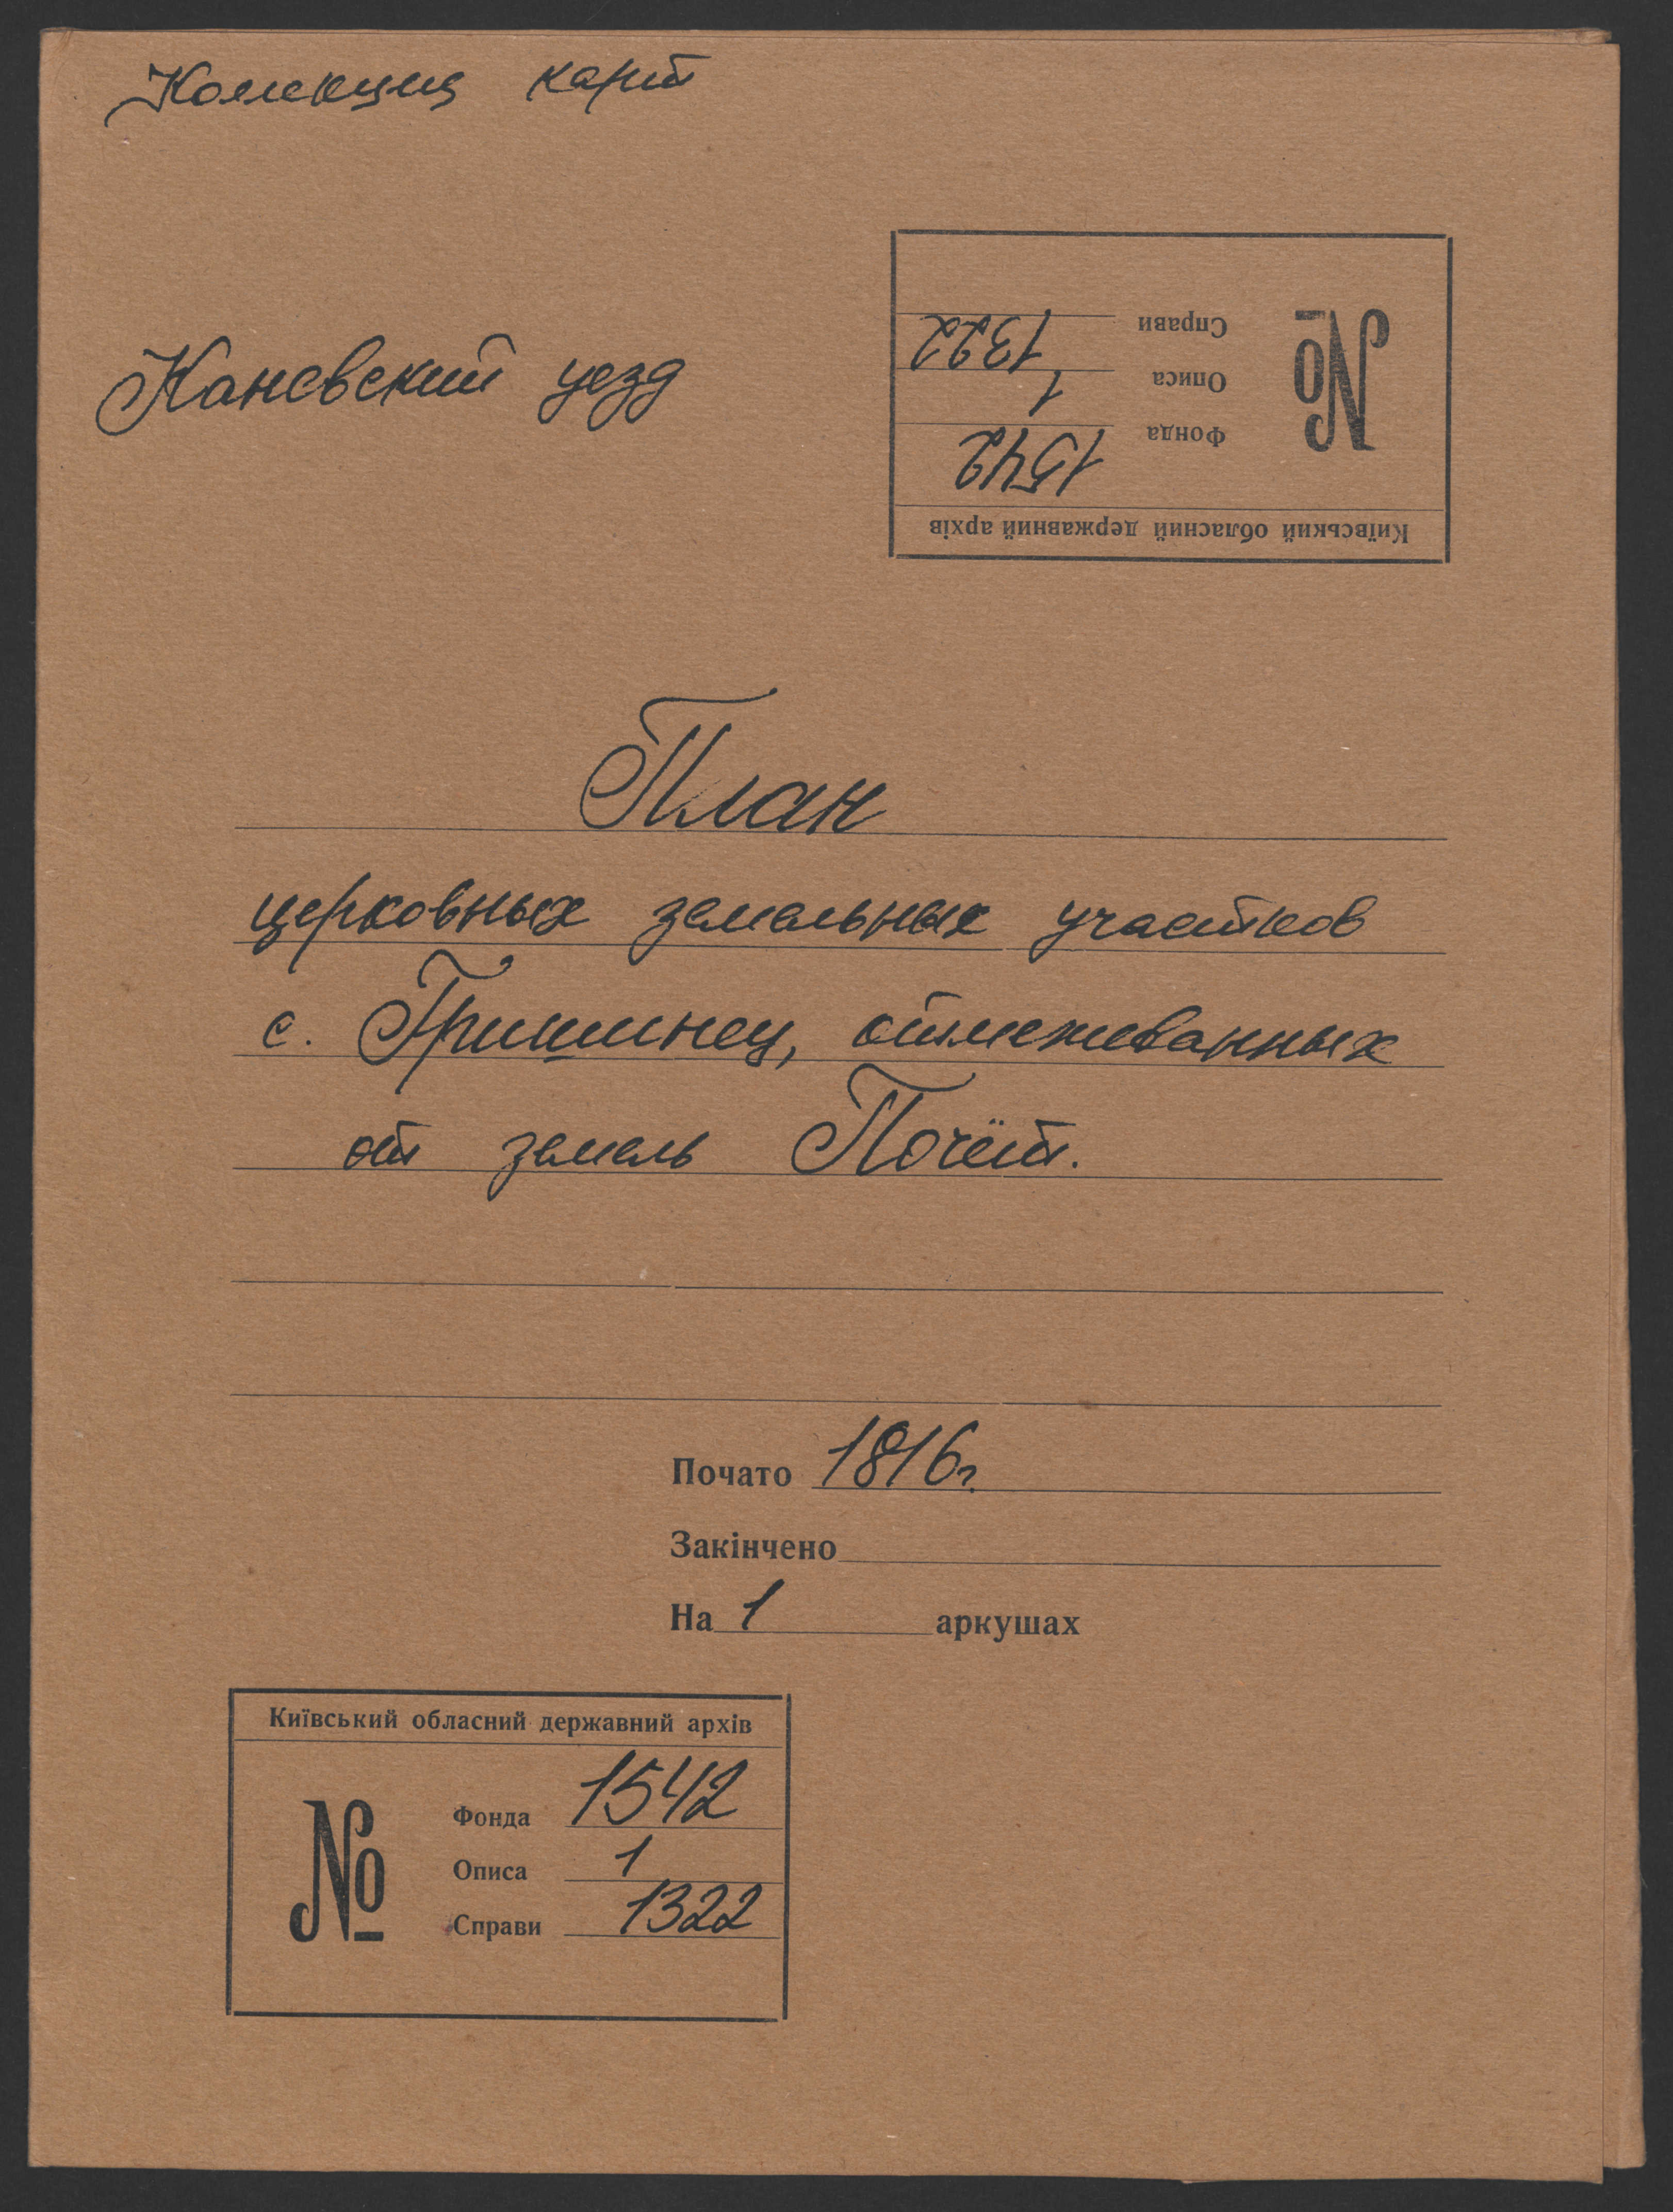 Коллекция карт
Справи 1322
Описа 1
Фонда 1542
Київський обласний державний архів
№
Каневский уезд
План
церковных земельных участков
с. Гришинец, отмежеванных
от земель Почёт.
Почато 1816г.
Закінчено
На 1 аркушах
Київський обласний державний архів
№
Фонда 1542
Описа 1
Справи 1322